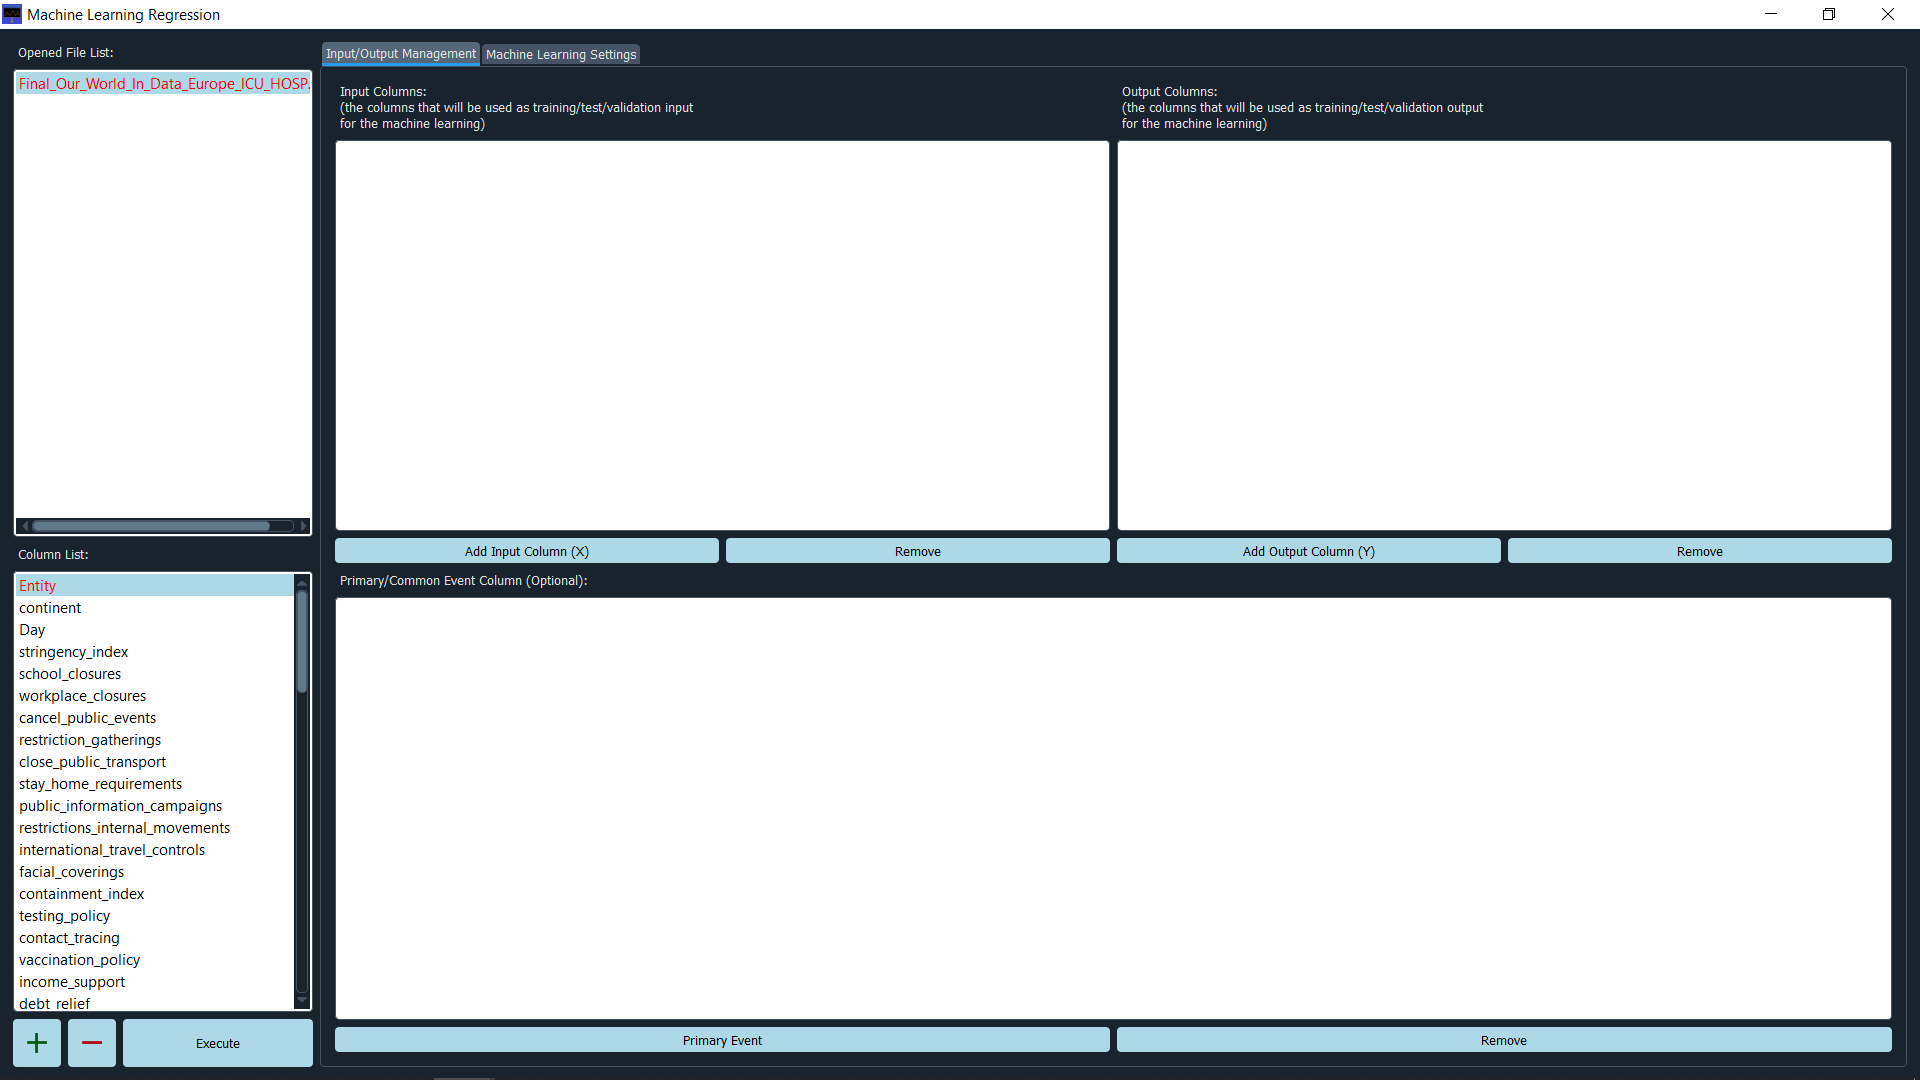 Machine Learning Regression
Opened File List:
Final_Our_World_In_Data_Europe_ICU_HOSP.
Column List:
Entity
continent
Day
stringency_index
school_closures
workplace_closures
cancel_public_events
restriction_gatherings
close_public_transport
stay_home_requirements
public_information_campaigns
restrictions_internal_movements
international_travel_controls
facial_coverings
containment_index
testing_policy
contact_tracing
vaccination_policy
income_support
debt_relief
Execute
Input/Output Management
Machine Learning Settings
Input Columns:
(the columns that will be used as training/test/validation input
for the machine learning)
Add Input Column (X)
Remove
Output Columns:
(the columns that will be used as training/test/validation output
for the machine learning)
Add Output Column (Y)
Remove
Primary/Common Event Column (Optional):
Primary Event
Remove